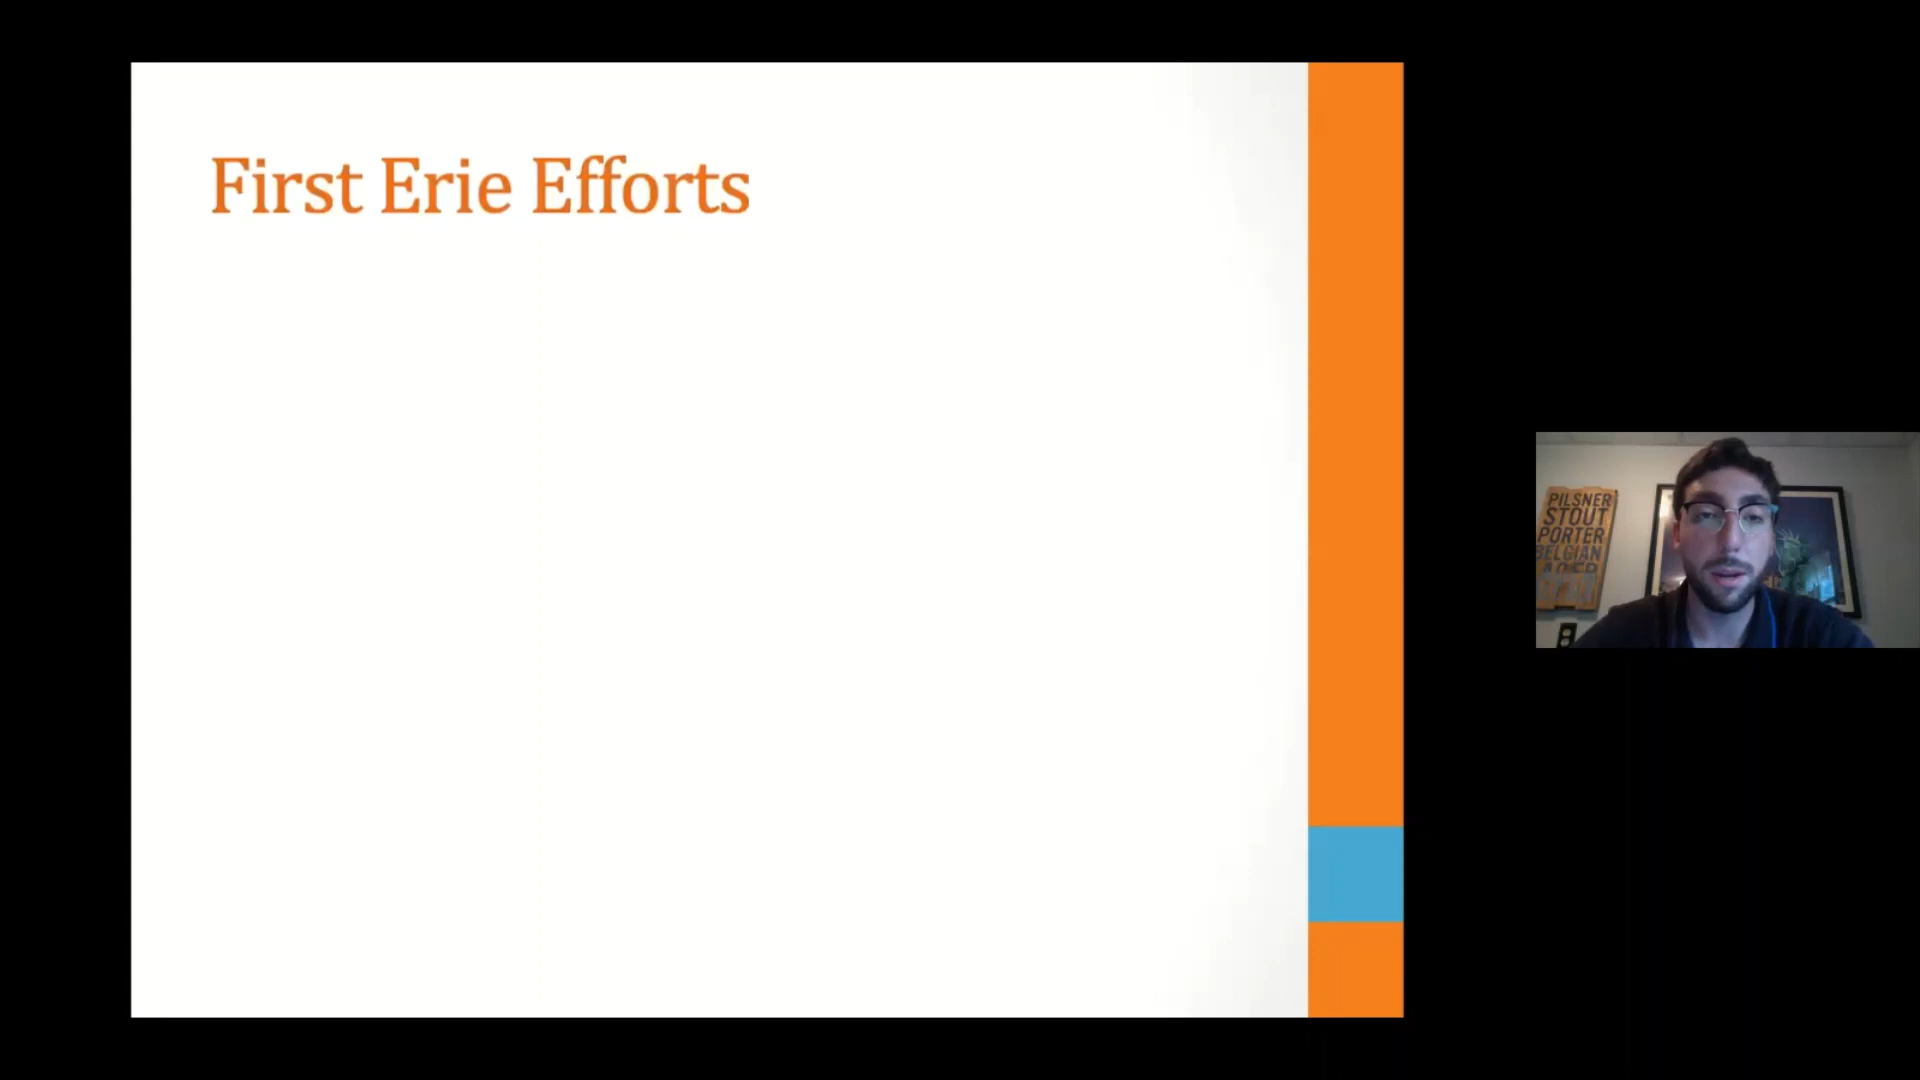 First Erie Efforts
PILSNER
STOUT
PORTER
BELGIAN